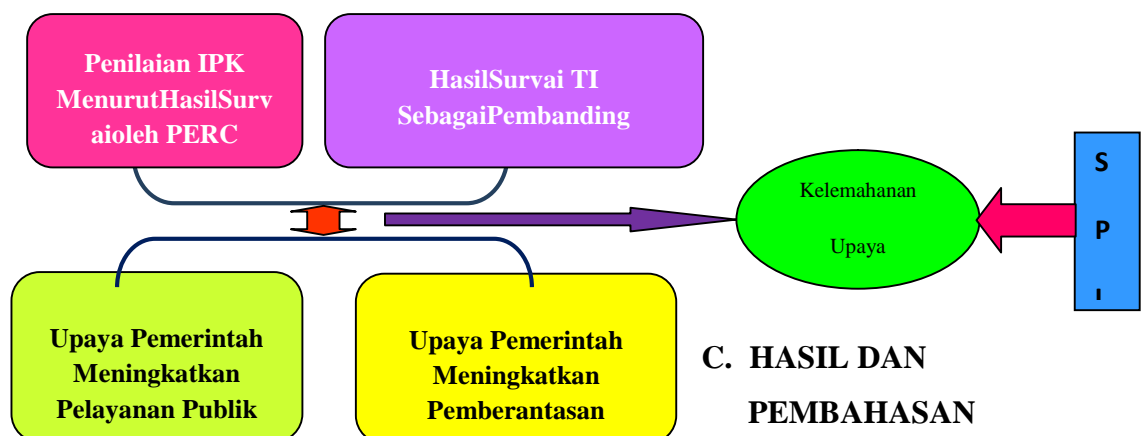 Penilaian IPK
MenurutHasilSurv
aioleh PERC
HasilSurvai TI
SebagaiPembanding
Kelemahanan
Upaya
S
P
Upaya Pemerintah
Meningkatkan
Pelayanan Publik
Upaya Pemerintah
Meningkatkan
Pemberantasan
C. HASIL DAN
PEMBAHASAN